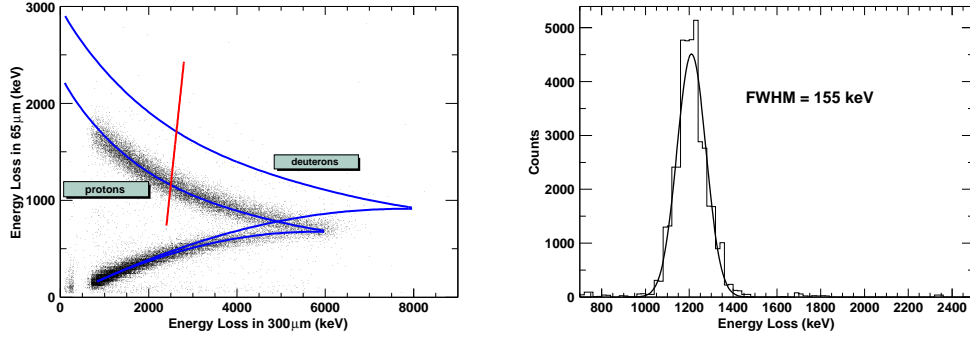 3000
2000
1000
0
Energy Loss in 65μm (keV)
protons
deuterons
0 2000 4000 6000 8000
Energy Loss in 300μm (keV)
5000
4000
3000
2000
1000
0
Counts
FWHM = 155 keV
800 1000 1200 1400 1600 1800 2000 2200 2400
Energy Loss (keV)